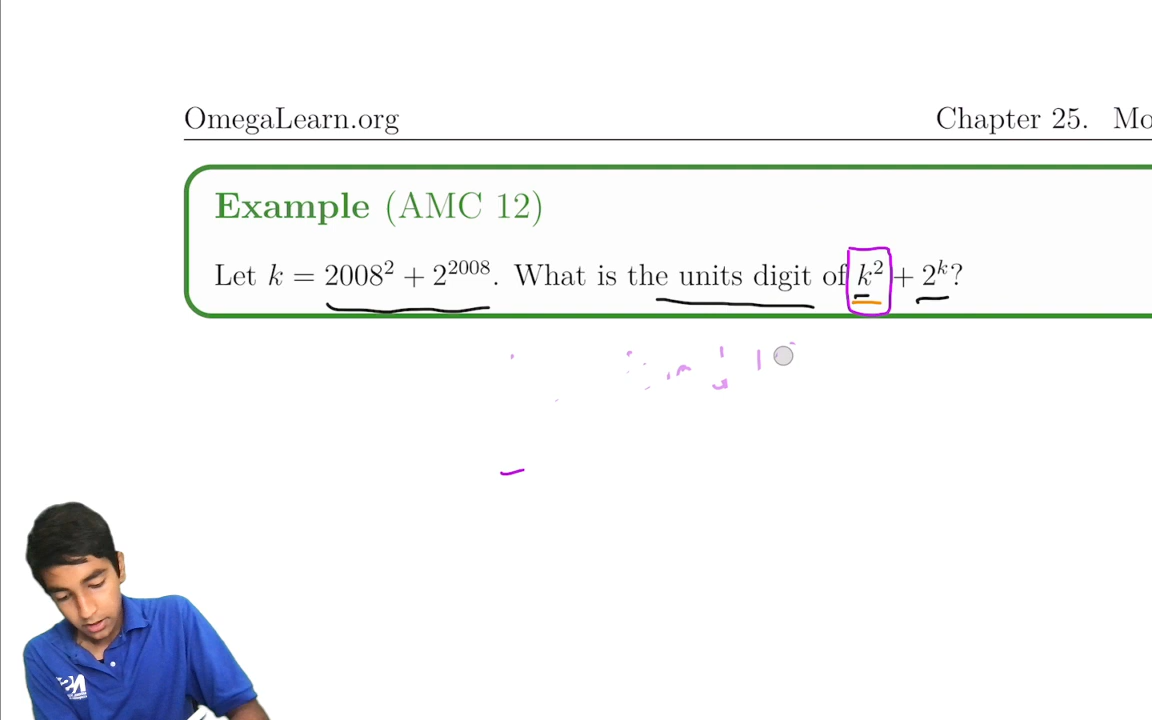 OmegaLearn.org Chapter 25. Mo
Example (AMC 12)
Let k = 2008² + 2²⁰⁰⁸. What is the units digit of k² + 2ᵏ?